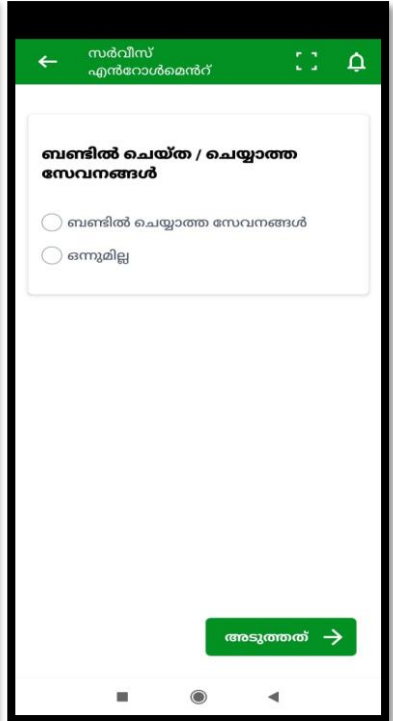 സർവീസ്
എൻറോൾമെൻറ്
ബണ്ടിൽ ചെയ്ത / ചെയ്യാത്ത
സേവനങ്ങൾ
ബണ്ടിൽ ചെയ്യാത്ത സേവനങ്ങൾ
ഒന്നുമില്ല
അടുത്തത്